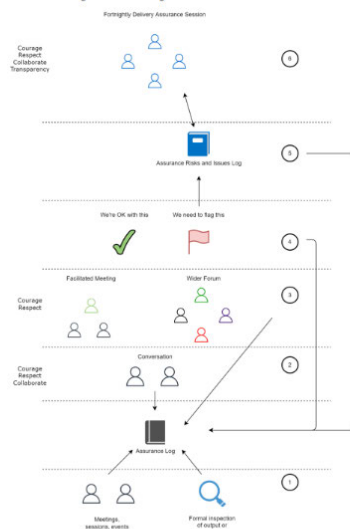 Fortnightly Delivery Assurance Session
Courage
Respect
Collaborate
Transparency
6
5
Assurance Risks and Issues Log
We're OK with this
We need to flag this
4
Facilitated Meeting
Wider Forum
3
Courage
Respect
Conversation
2
Courage
Respect
Collaborate
Assurance Log
1
Meetings,
sessions, events
Formal inspection
of output or